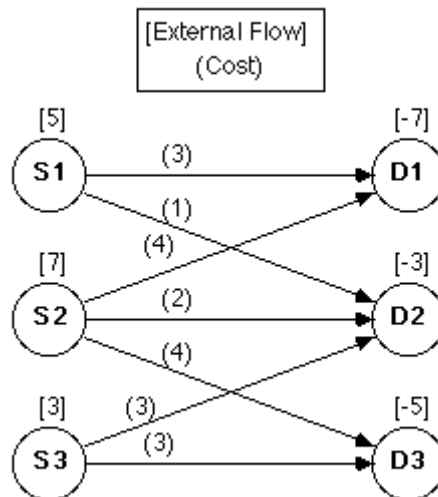 [External Flow]
(Cost)
[5]
[-7]
S1
(3)
D1
(1)
[7]
(4)
[-3]
S2
(2)
D2
(4)
[3]
(3)
[-5]
S3
(3)
D3